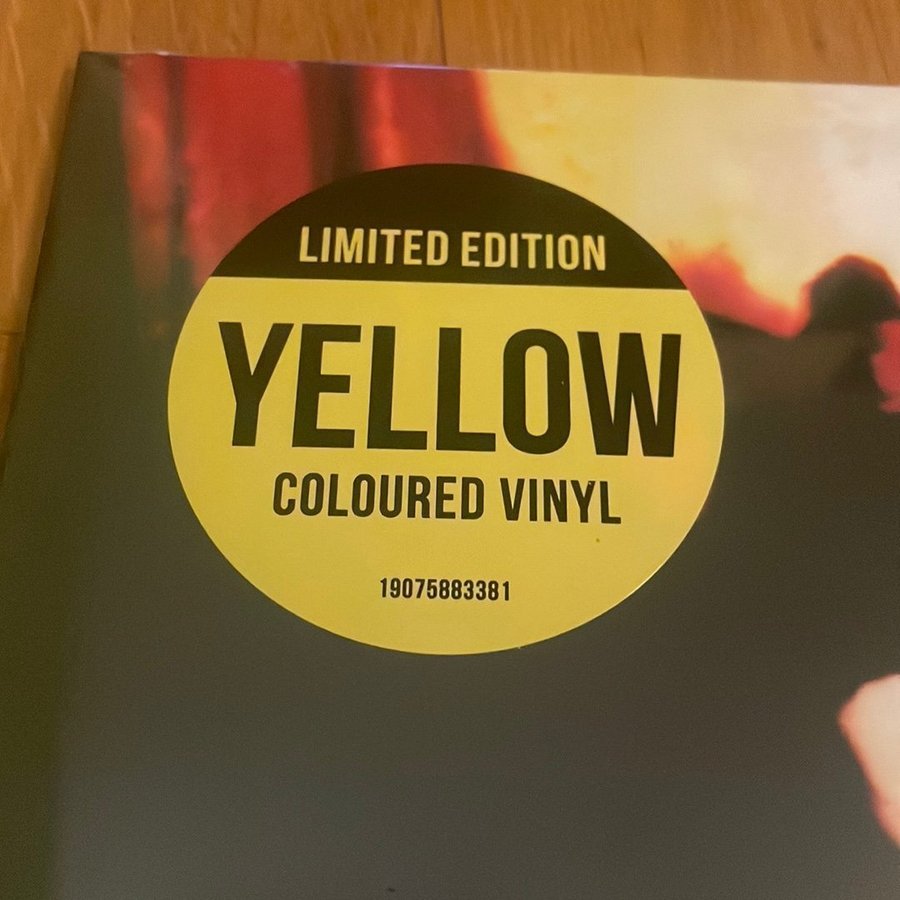 LIMITED EDITION
YELLOW
COLOURED VINYL
19075883381